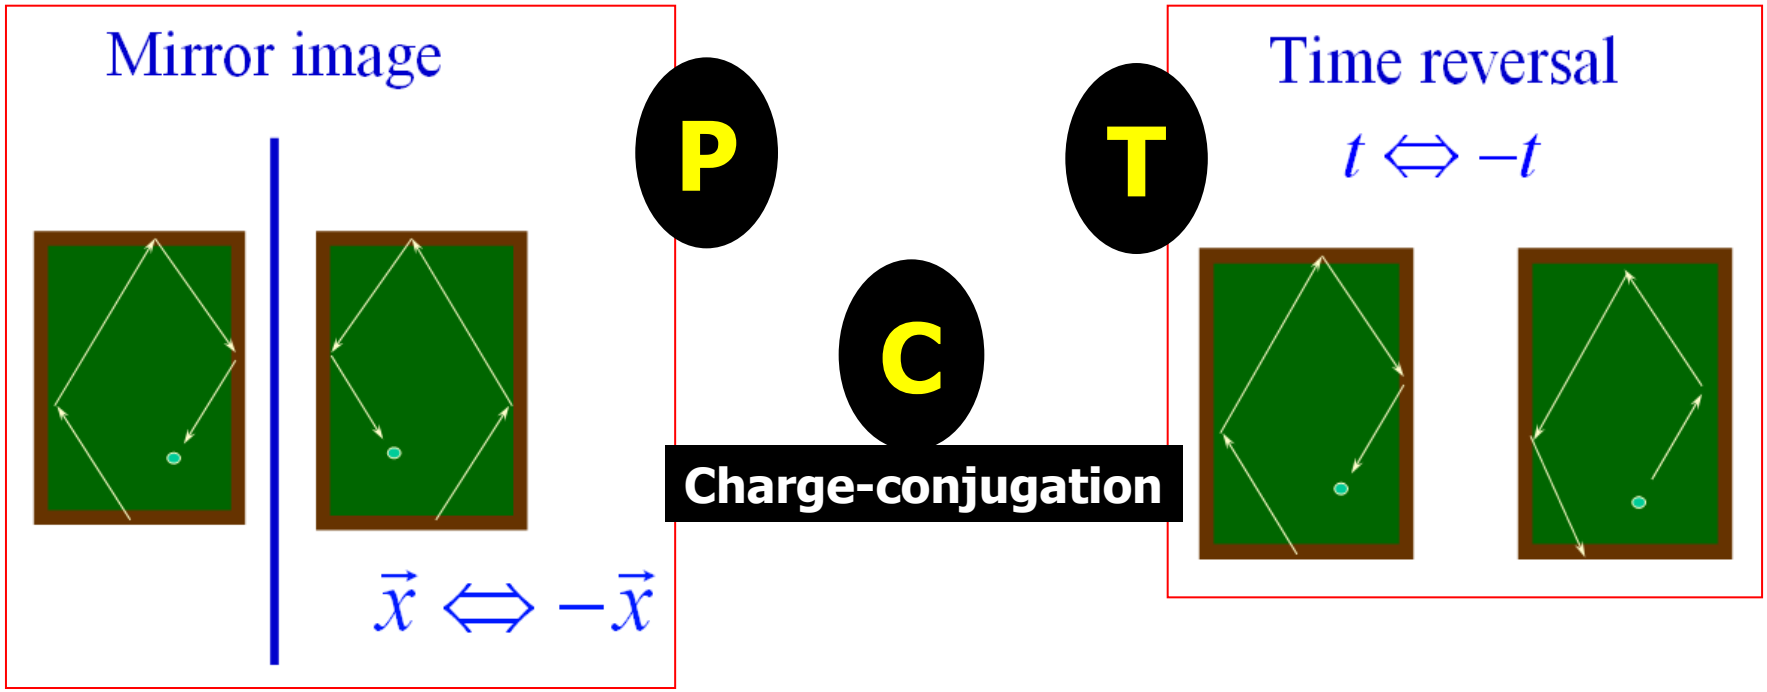 Mirror image
P
T
Time reversal
t ⇔ −t
C
Charge-conjugation
x⃗ ⇔ −x⃗